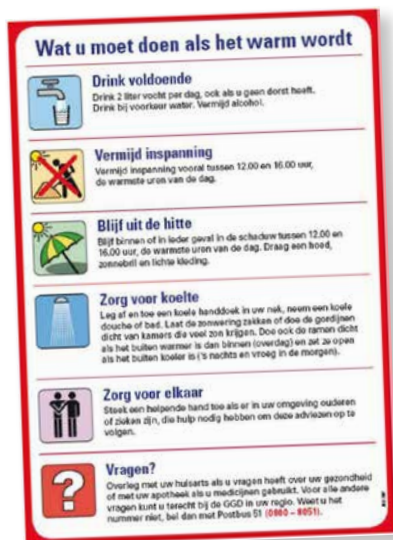 Wat u moet doen als het warm wordt
Drink voldoende
Drink 2 liter vocht per dag, ook als u geen dorst heeft.
Drink bij voorkeur water. Vermijd alcohol.
Vermijd inspanning
Vermijd inspanning vooral tussen 12.00 en 16.00 uur,
de warmste uren van de dag.
Blijf uit de hitte
Blijf binnen of in ieder geval in de schaduw tussen 12.00 en
16.00 uur, de warmste uren van de dag. Draag een hoed,
zonnebril en lichte kleding.
Zorg voor koelte
Leg af en toe een koele handdoek in uw nek, neem een koele
douche of bad. Laat de zonwering zakken of doe de gordijnen
dicht van kamers die veel zon krijgen. Doe ook de ramen dicht
als het buiten warmer is dan binnen (overdag) en zet ze open
als het buiten koeler is ('s nachts en vroeg in de morgen).
Zorg voor elkaar
Steek een helpende hand toe als er in uw omgeving ouderen
of zieken zijn, die hulp nodig hebben om deze adviezen op te
volgen.
?
Vragen?
Overleg met uw huisarts als u vragen heeft over uw gezondheid
of met uw apotheek als u medicijnen gebruikt. Voor alle andere
vragen kunt u terecht bij de GGD in uw regio. Weet u het
nummer niet, bel dan met Postbus 51 (0800 - 8051).